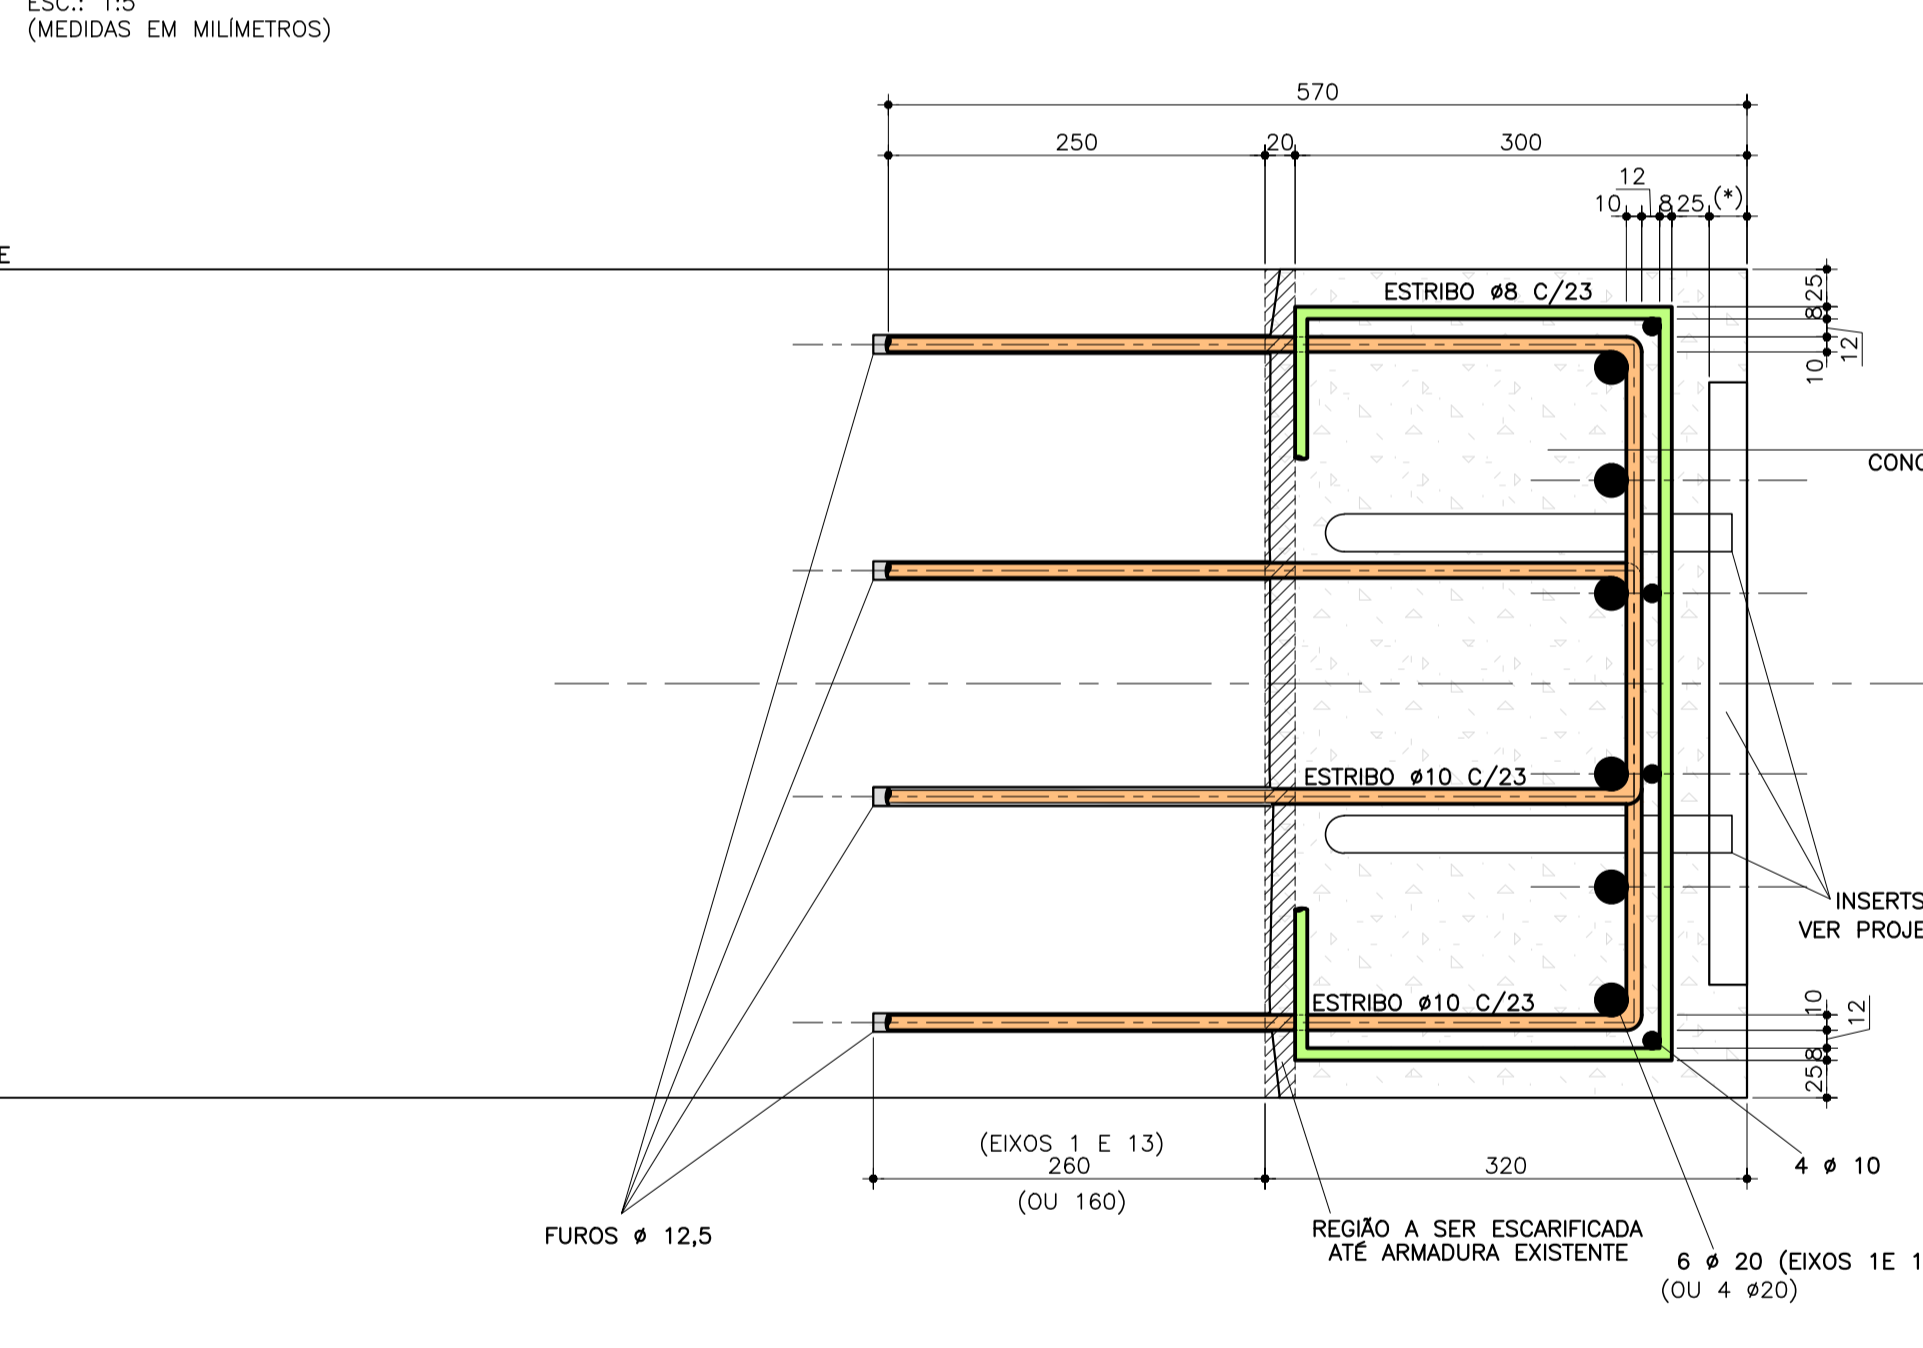 ESC.: 1:5
(MEDIDAS EM MILÍMETROS)
570
250
20
300
12
10
8
25
(*)
E
25
8
12
10
ESTRIBO ø8 C/23
CONC
ESTRIBO ø10 C/23
INSERTS
VER PROJE
ESTRIBO ø10 C/23
10
12
8
25
(EIXOS 1 E 13)
260
(OU 160)
320
4 ø 10
FUROS ø 12,5
REGIÃO A SER ESCARIFICADA
ATÉ ARMADURA EXISTENTE
6 ø 20 (EIXOS 1E 1
(OU 4 ø20)